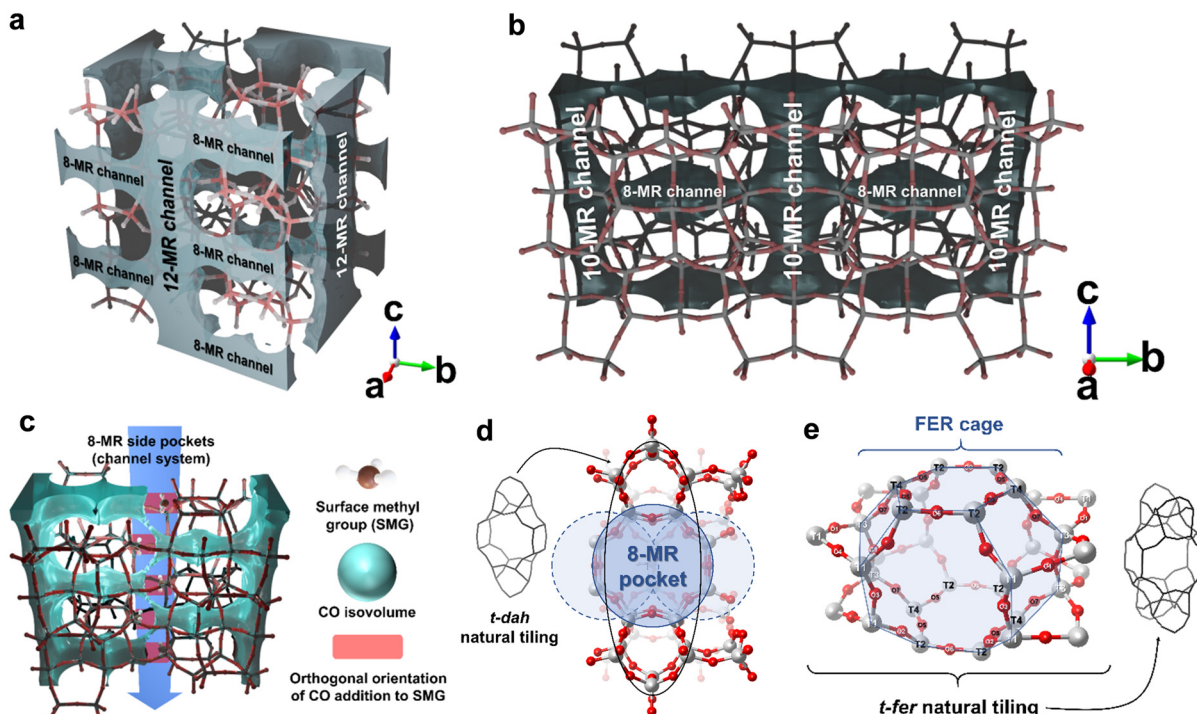 a
12-MR channel
8-MR channel
8-MR channel
8-MR channel
8-MR channel
8-MR channel
12-MR channel
c
b
a
b
10-MR channel
8-MR channel
10-MR channel
8-MR channel
10-MR channel
c
b
a
c
8-MR side pockets
(channel system)
Surface methyl
group (SMG)
CO isovolume
Orthogonal orientation
of CO addition to SMG
d
8-MR
pocket
t-dah
natural tiling
e
FER cage
T2
T2
T4
T2
T2
T4
T2
T2
T4
T4
T2
T2
t-fer natural tiling